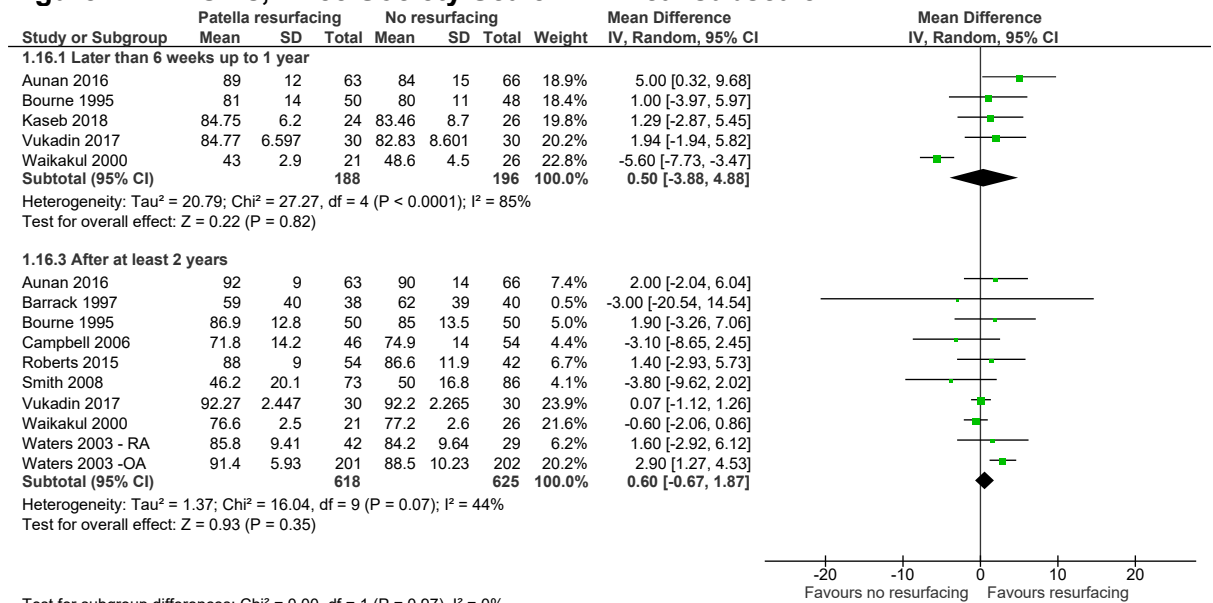 Patella resurfacing No resurfacing Mean Difference Mean Difference
Study or Subgroup Mean SD Total Mean SD Total Weight IV, Random, 95% CI IV, Random, 95% CI
1.16.1 Later than 6 weeks up to 1 year
Aunan 2016 89 12 63 84 15 66 18.9% 5.00 [0.32, 9.68]
Bourne 1995 81 14 50 80 11 48 18.4% 1.00 [-3.97, 5.97]
Kaseb 2018 84.75 6.2 24 83.46 8.7 26 19.8% 1.29 [-2.87, 5.45]
Vukadin 2017 84.77 6.597 30 82.83 8.601 30 20.2% 1.94 [-1.94, 5.82]
Waikakul 2000 43 2.9 21 48.6 4.5 26 22.8% -5.60 [-7.73, -3.47]
Subtotal (95% CI) 188 196 100.0% 0.50 [-3.88, 4.88]
Heterogeneity: Tau² = 20.79; Chi² = 27.27, df = 4 (P < 0.0001); I² = 85%
Test for overall effect: Z = 0.22 (P = 0.82)
1.16.3 After at least 2 years
Aunan 2016 92 9 63 90 14 66 7.4% 2.00 [-2.04, 6.04]
Barrack 1997 59 40 38 62 39 40 0.5% -3.00 [-20.54, 14.54]
Bourne 1995 86.9 12.8 50 85 13.5 50 5.0% 1.90 [-3.26, 7.06]
Campbell 2006 71.8 14.2 46 74.9 14 54 4.4% -3.10 [-8.65, 2.45]
Roberts 2015 88 9 54 86.6 11.9 42 6.7% 1.40 [-2.93, 5.73]
Smith 2008 46.2 20.1 73 50 16.8 86 4.1% -3.80 [-9.62, 2.02]
Vukadin 2017 92.27 2.447 30 92.2 2.265 30 23.9% 0.07 [-1.12, 1.26]
Waikakul 2000 76.6 2.5 21 77.2 2.6 26 21.6% -0.60 [-2.06, 0.86]
Waters 2003 - RA 85.8 9.41 42 84.2 9.64 29 6.2% 1.60 [-2.92, 6.12]
Waters 2003 -OA 91.4 5.93 201 88.5 10.23 202 20.2% 2.90 [1.27, 4.53]
Subtotal (95% CI) 618 625 100.0% 0.60 [-0.67, 1.87]
Heterogeneity: Tau² = 1.37; Chi² = 16.04, df = 9 (P = 0.07); I² = 44%
Test for overall effect: Z = 0.93 (P = 0.35)
-20 -10 0 10 20
Favours no resurfacing Favours resurfacing
Test for subgroup differences: Chi² = 0.00, df = 1 (P = 0.97), I² = 0%